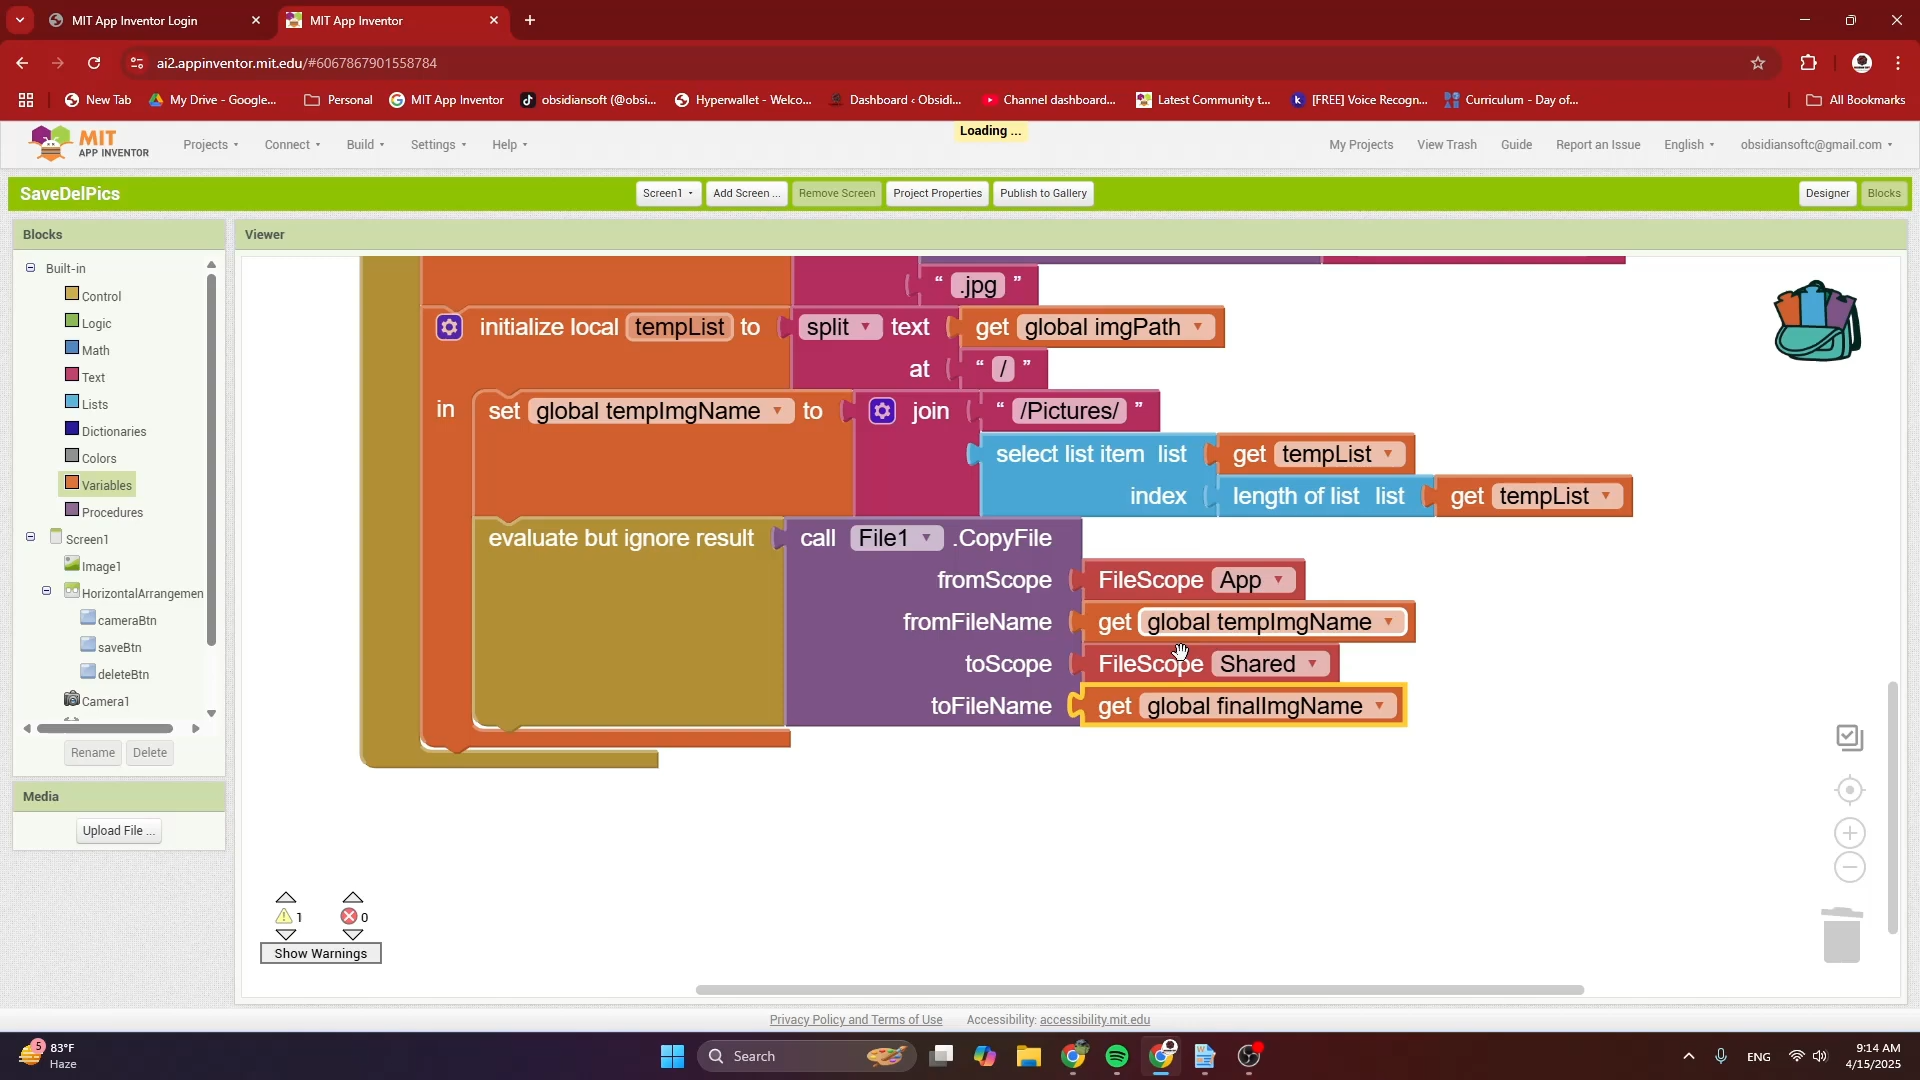 MIT App Inventor Login
MIT App Inventor
ai2.appinventor.mit.edu/#6067867901558784
New Tab
My Drive - Google...
Personal
MIT App Inventor
obsidiansoft (@obsi...
Hyperwallet - Welco...
Dashboard ‹ Obsidi...
Channel dashboard...
Latest Community t...
[FREE] Voice Recogn...
Curriculum - Day of...
All Bookmarks
MIT
APP INVENTOR
Projects
Connect
Build
Settings
Help
Loading ...
My Projects
View Trash
Guide
Report an Issue
English
obsidiansoftc@gmail.com
SaveDelPics
Screen1
Add Screen ...
Remove Screen
Project Properties
Publish to Gallery
Designer
Blocks
Blocks
Viewer
Built-in
Control
Logic
Math
Text
Lists
Dictionaries
Colors
Variables
Procedures
Screen1
Image1
HorizontalArrangemen
cameraBtn
saveBtn
deleteBtn
Camera1
Rename
Delete
Media
Upload File ...
“ .jpg ”
initialize local tempList to split text get global imgPath
at “ / ”
in set global tempImgName to join “ /Pictures/ ”
select list item list get tempList
index length of list list get tempList
evaluate but ignore result call File1 .CopyFile
fromScope FileScope App
fromFileName get global tempImgName
toScope FileScope Shared
toFileName get global finalImgName
1
0
Show Warnings
Privacy Policy and Terms of Use
Accessibility: accessibility.mit.edu
5
83°F
Haze
Search
ENG
9:14 AM
4/15/2025